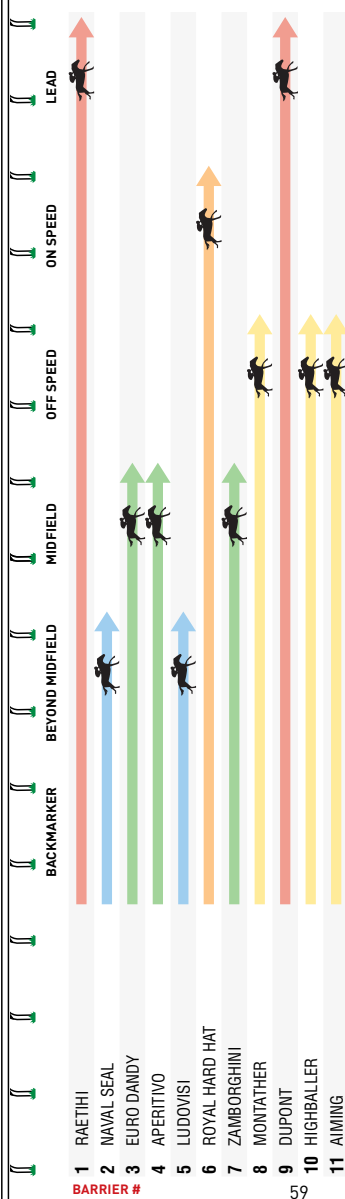 BACKMARKER BEYOND MIDFIELD MIDFIELD OFF SPEED ON SPEED LEAD
1 RAETIHI
2 NAVAL SEAL
3 EURO DANDY
4 APERITIVO
5 LUDOVISI
6 ROYAL HARD HAT
7 ZAMBORGHINI
8 MONTATHER
9 DUPONT
10 HIGHBALLER
11 AIMING
BARRIER #
59